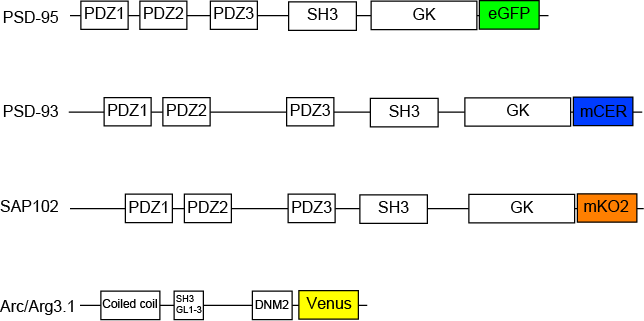 PSD-95 PDZ1 PDZ2 PDZ3 SH3 GK eGFP
PSD-93 PDZ1 PDZ2 PDZ3 SH3 GK mCER
SAP102 PDZ1 PDZ2 PDZ3 SH3 GK mKO2
Arc/Arg3.1 Coiled coil SH3 DNM2 Venus
GL1-3